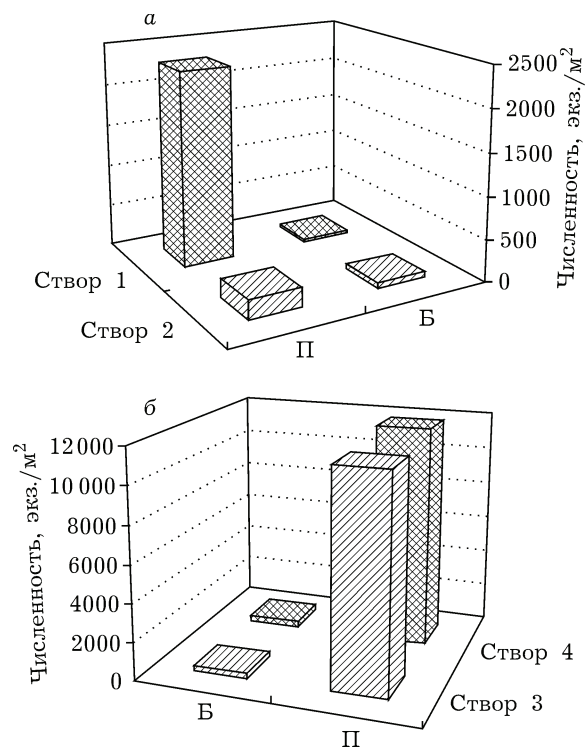 а
2500
2000
1500
1000
500
0
Численность, экз./м²
Створ 1
Створ 2
П
Б
б
12 000
10 000
8000
6000
4000
2000
0
Численность, экз./м²
Створ 4
Створ 3
Б
П